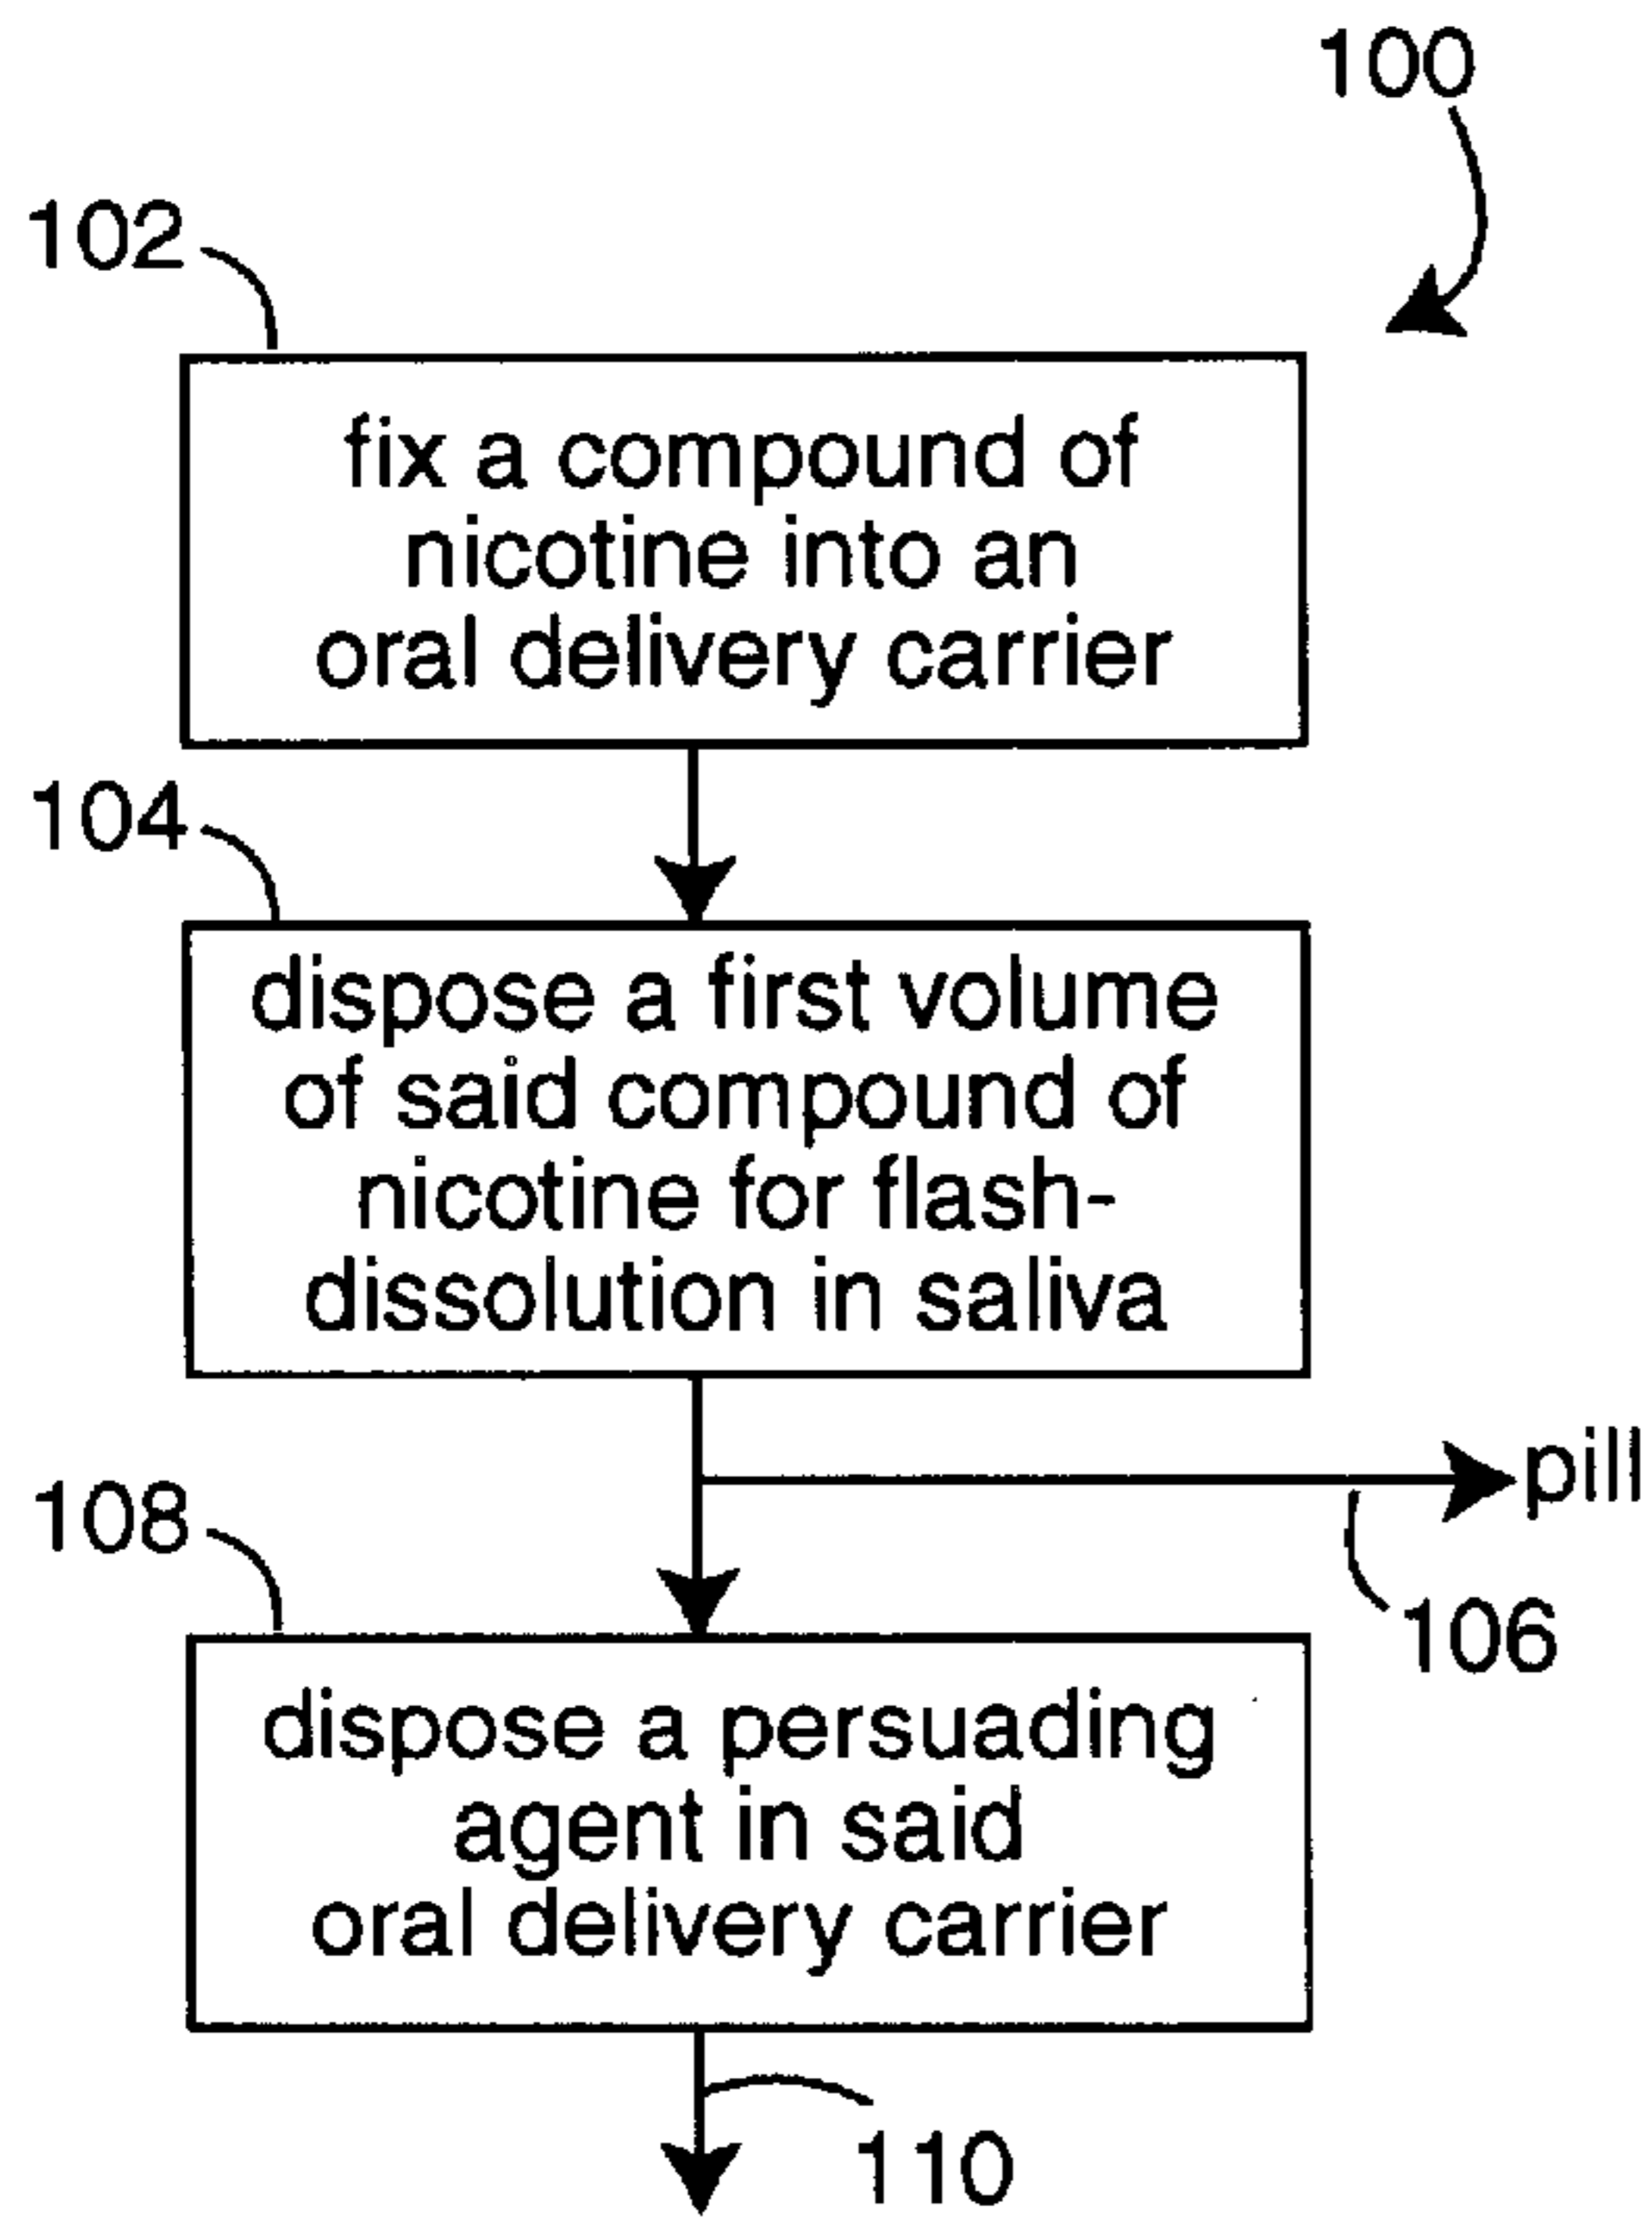 100
102
fix a compound of
nicotine into an
oral delivery carrier
104
dispose a first volume
of said compound of
nicotine for flash-
dissolution in saliva
pill
106
108
dispose a persuading
agent in said
oral delivery carrier
110